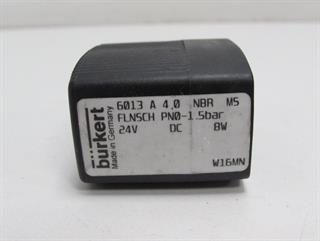 bürkert
Made in Germany
6013 A 4,0 NBR MS
FLNSCH PN0-1.5bar
24V DC 8W
W16MN